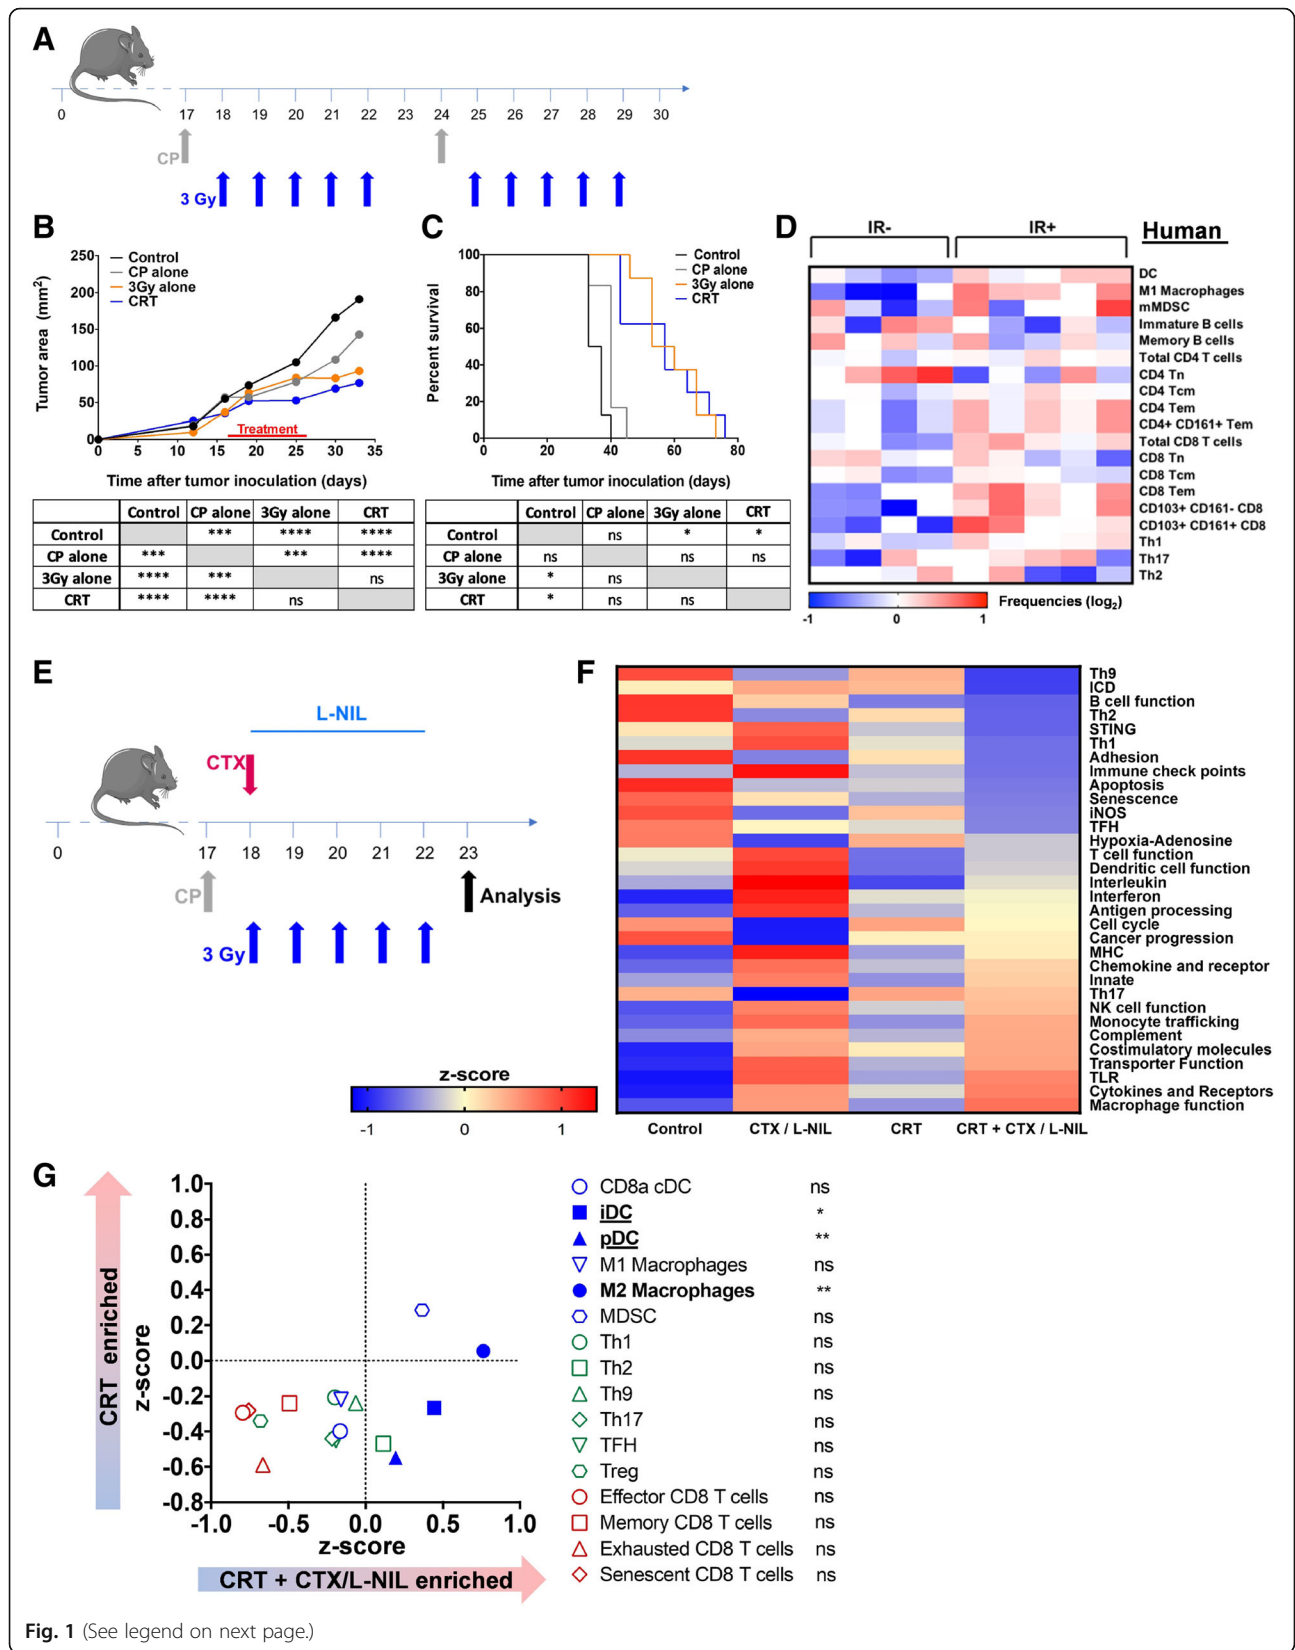 A
0 17 18 19 20 21 22 23 24 25 26 27 28 29 30
CP
3 Gy
B
Tumor area (mm2)
250
200
150
100
50
0
Control
CP alone
3Gy alone
CRT
Treatment
0 5 10 15 20 25 30 35
Time after tumor inoculation (days)
Control CP alone 3Gy alone CRT
Control *** **** ****
CP alone *** *** ****
3Gy alone **** *** ns
CRT **** **** ns
C
Percent survival
100
80
60
40
20
0
Control
CP alone
3Gy alone
CRT
0 20 40 60 80
Time after tumor inoculation (days)
Control CP alone 3Gy alone CRT
Control ns * *
CP alone ns ns ns
3Gy alone * ns
CRT * ns ns
D
IR- IR+ Human
DC
M1 Macrophages
mMDSC
Immature B cells
Memory B cells
Total CD4 T cells
CD4 Tn
CD4 Tcm
CD4 Tem
CD4+ CD161+ Tem
Total CD8 T cells
CD8 Tn
CD8 Tcm
CD8 Tem
CD103+ CD161- CD8
CD103+ CD161+ CD8
Th1
Th17
Th2
-1 0 1 Frequencies (log2)
E
L-NIL
CTX
0 17 18 19 20 21 22 23
CP
Analysis
3 Gy
z-score
-1 0 1
F
Th9
ICD
B cell function
Th2
STING
Th1
Adhesion
Immune check points
Apoptosis
Senescence
iNOS
TFH
Hypoxia-Adenosine
T cell function
Dendritic cell function
Interleukin
Interferon
Antigen processing
Cell cycle
Cancer progression
MHC
Chemokine and receptor
Innate
Th17
NK cell function
Monocyte trafficking
Complement
Costimulatory molecules
Transporter Function
TLR
Cytokines and Receptors
Macrophage function
Control CTX / L-NIL CRT CRT + CTX / L-NIL
G
CRT enriched
z-score
1.0
0.8
0.6
0.4
0.2
0.0
-0.2
-0.4
-0.6
-0.8
-1.0 -0.5 0.0 0.5 1.0
z-score
CRT + CTX/L-NIL enriched
CD8a cDC ns
iDC *
pDC **
M1 Macrophages ns
M2 Macrophages **
MDSC ns
Th1 ns
Th2 ns
Th9 ns
Th17 ns
TFH ns
Treg ns
Effector CD8 T cells ns
Memory CD8 T cells ns
Exhausted CD8 T cells ns
Senescent CD8 T cells ns
Fig. 1 (See legend on next page.)